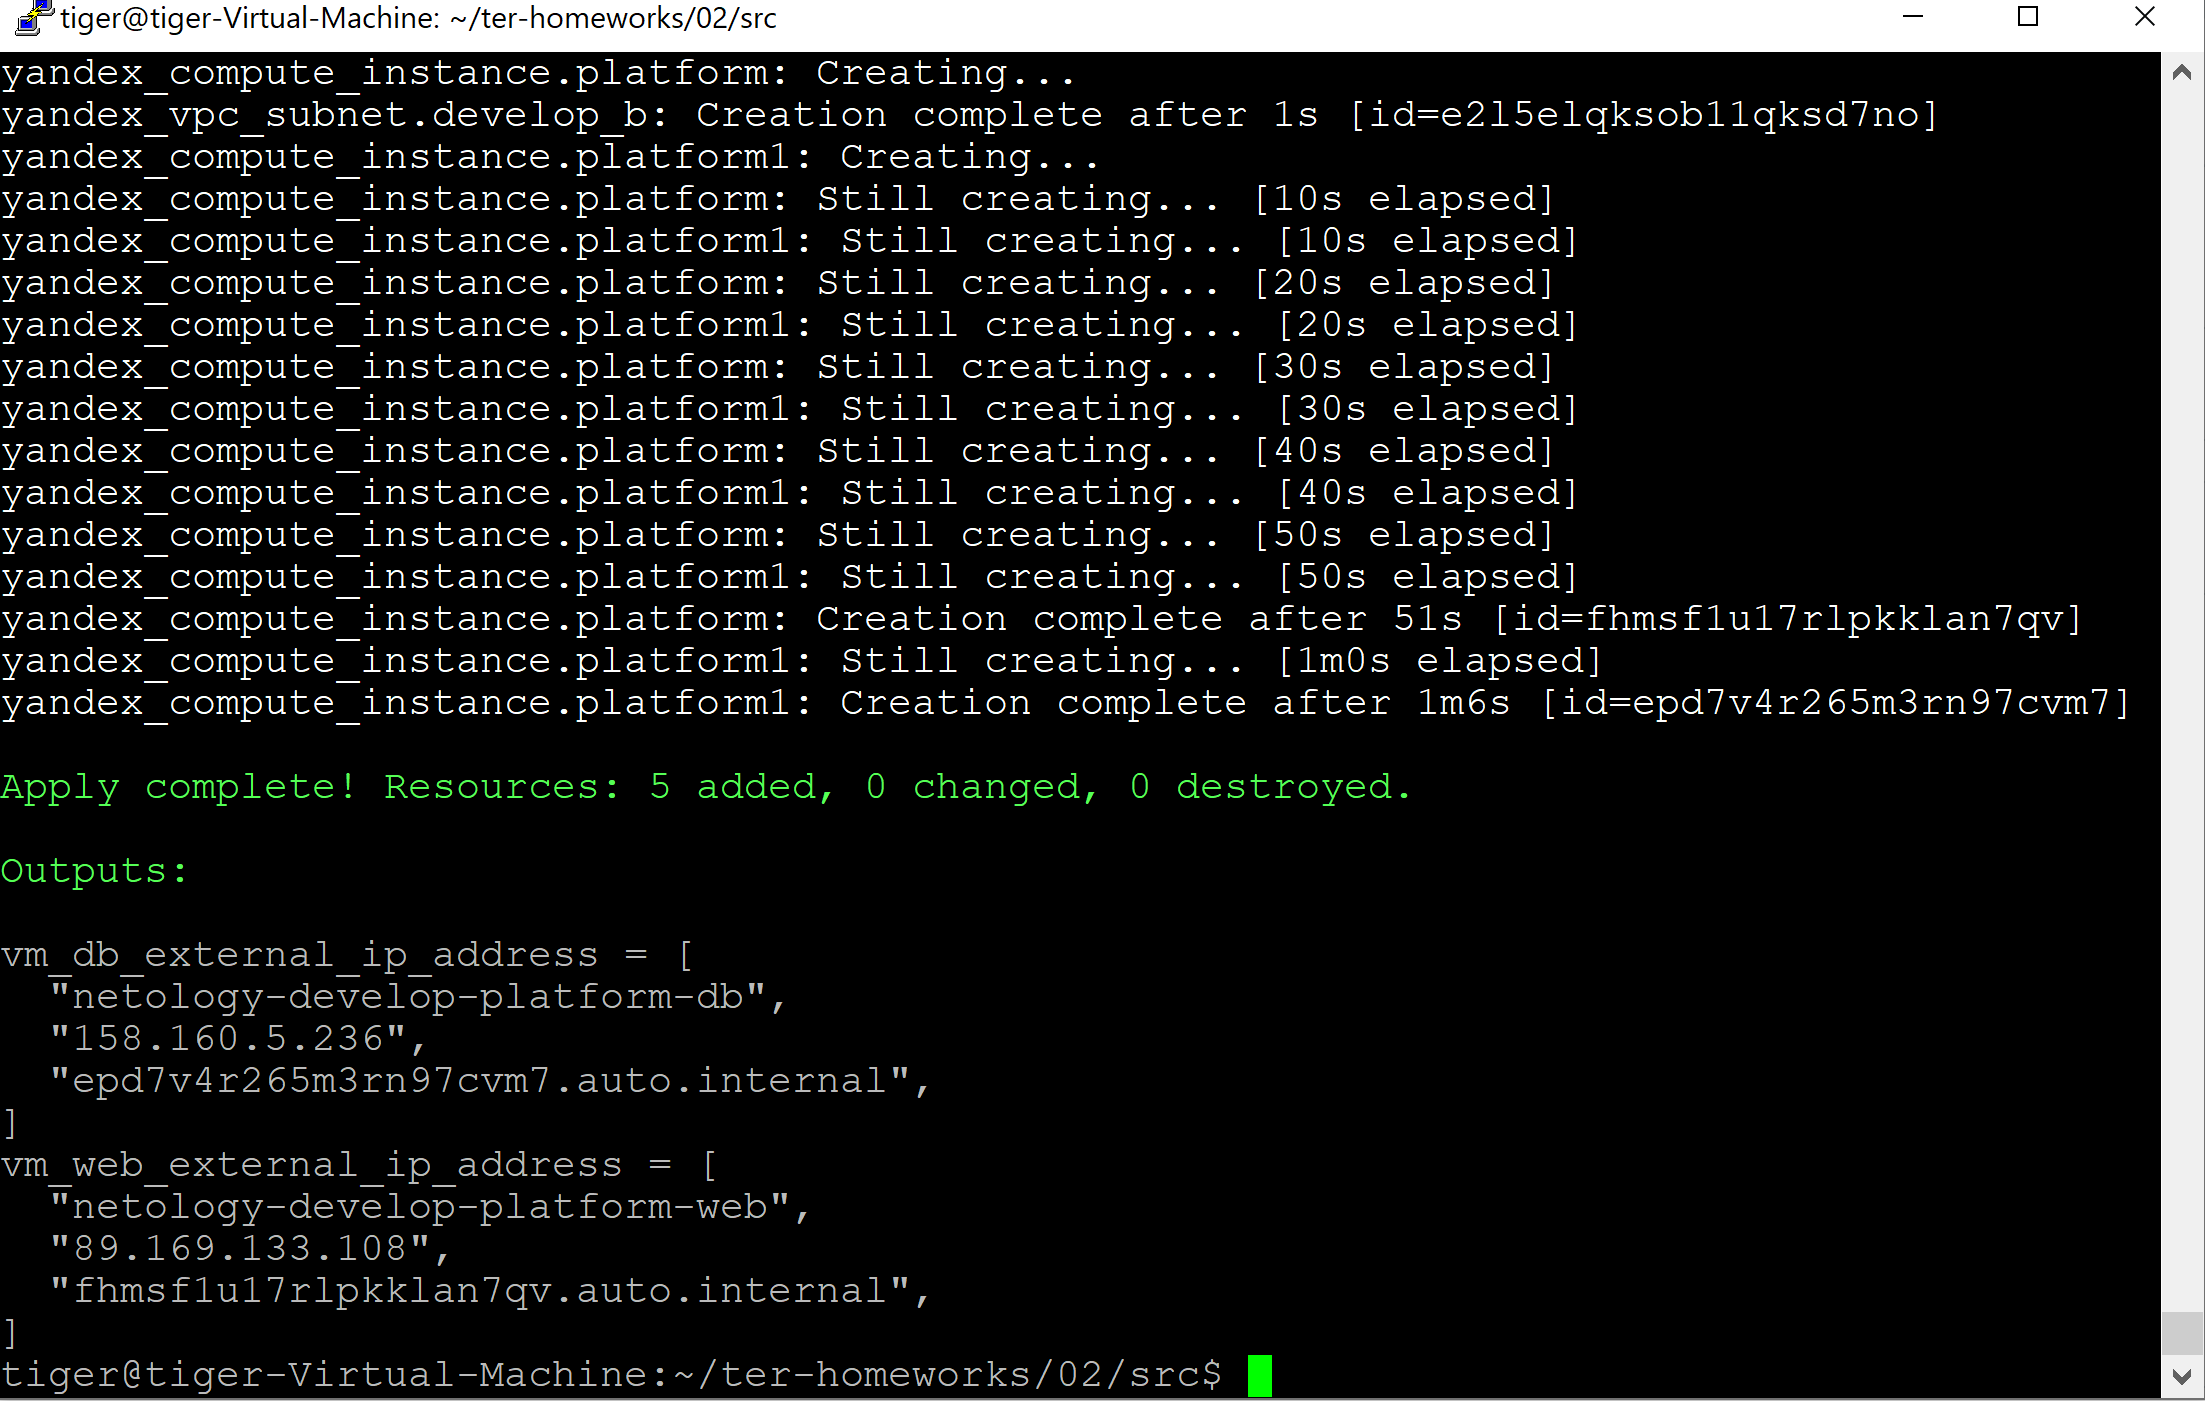 tiger@tiger-Virtual-Machine: ~/ter-homeworks/02/src
yandex_compute_instance.platform: Creating...
yandex_vpc_subnet.develop_b: Creation complete after 1s [id=e2l5elqksob11qksd7no]
yandex_compute_instance.platform1: Creating...
yandex_compute_instance.platform: Still creating... [10s elapsed]
yandex_compute_instance.platform1: Still creating... [10s elapsed]
yandex_compute_instance.platform: Still creating... [20s elapsed]
yandex_compute_instance.platform1: Still creating... [20s elapsed]
yandex_compute_instance.platform: Still creating... [30s elapsed]
yandex_compute_instance.platform1: Still creating... [30s elapsed]
yandex_compute_instance.platform: Still creating... [40s elapsed]
yandex_compute_instance.platform1: Still creating... [40s elapsed]
yandex_compute_instance.platform: Still creating... [50s elapsed]
yandex_compute_instance.platform1: Still creating... [50s elapsed]
yandex_compute_instance.platform: Creation complete after 51s [id=fhmsf1u17rlpkklan7qv]
yandex_compute_instance.platform1: Still creating... [1m0s elapsed]
yandex_compute_instance.platform1: Creation complete after 1m6s [id=epd7v4r265m3rn97cvm7]
Apply complete! Resources: 5 added, 0 changed, 0 destroyed.
Outputs:
vm_db_external_ip_address = [
  "netology-develop-platform-db",
  "158.160.5.236",
  "epd7v4r265m3rn97cvm7.auto.internal",
]
vm_web_external_ip_address = [
  "netology-develop-platform-web",
  "89.169.133.108",
  "fhmsf1u17rlpkklan7qv.auto.internal",
]
tiger@tiger-Virtual-Machine:~/ter-homeworks/02/src$